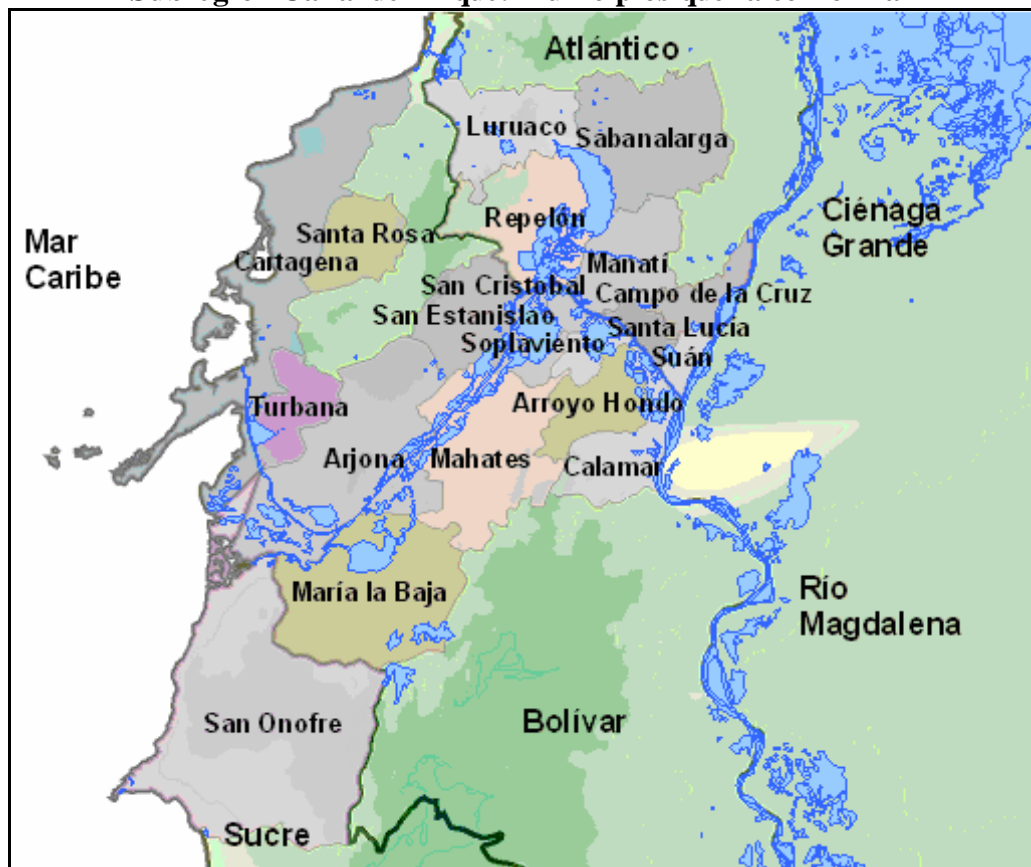 Atlántico
Luruaco
Sabanalarga
Mar
Caribe
Ciénaga
Grande
Santa Rosa
Repelón
Cartagena
Manatí
San Cristobal
Campo de la Cruz
San Estanislao
Santa Lucía
Soplaviento
Suán
Turbana
Arroyo Hondo
Arjona
Mahates
Calamar
María la Baja
Río
Magdalena
San Onofre
Bolívar
Sucre